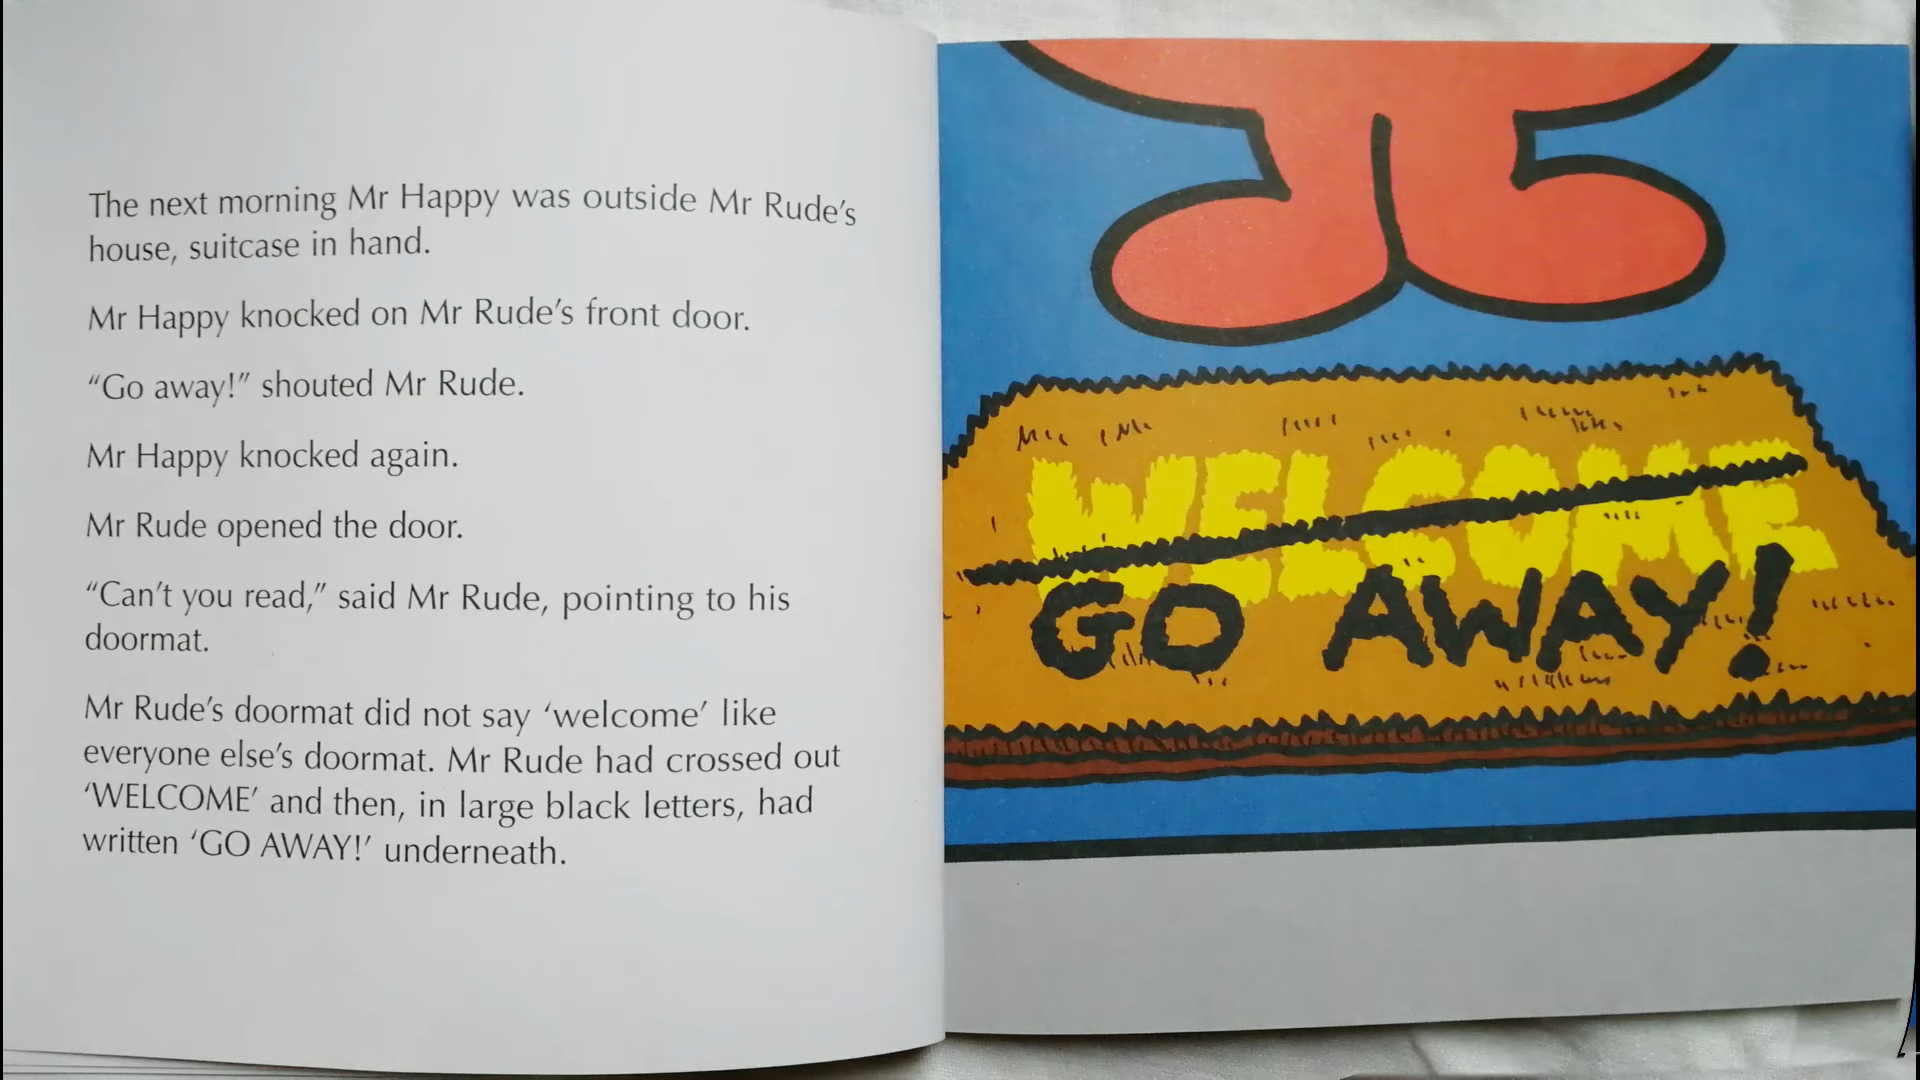 The next morning Mr Happy was outside Mr Rude's
house, suitcase in hand.
Mr Happy knocked on Mr Rude's front door.
“Go away!” shouted Mr Rude.
Mr Happy knocked again.
Mr Rude opened the door.
“Can't you read,” said Mr Rude, pointing to his
doormat.
Mr Rude's doormat did not say ‘welcome’ like
everyone else's doormat. Mr Rude had crossed out
‘WELCOME’ and then, in large black letters, had
written ‘GO AWAY!’ underneath.
WELCOME
GO AWAY!